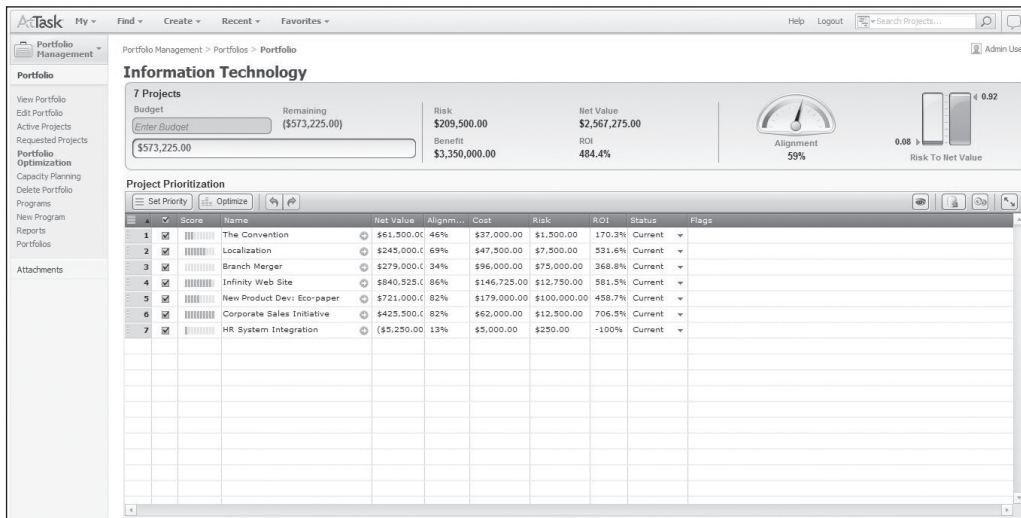 AtTask My Find Create Recent Favorites Help Logout Search Projects...
Portfolio Management
Portfolio Management > Portfolios > Portfolio
Admin Use
Portfolio
View Portfolio
Edit Portfolio
Active Projects
Requested Projects
Portfolio Optimization
Capacity Planning
Delete Portfolio
Programs
New Program
Reports
Portfolios
Attachments
Information Technology
7 Projects
Budget Remaining
Enter Budget ($573,225.00)
$573,225.00
Risk Net Value
$209,500.00 $2,567,275.00
Benefit ROI
$3,350,000.00 484.4%
Alignment
59%
0.92
0.08
Risk To Net Value
Project Prioritization
Set Priority Optimize
Score Name Net Value Alignm... Cost Risk ROI Status Flags
1 The Convention $61,500.00 46% $37,000.00 $1,500.00 170.3% Current
2 Localization $245,000.0 69% $47,500.00 $7,500.00 531.6% Current
3 Branch Merger $279,000.0 34% $96,000.00 $75,000.00 368.8% Current
4 Infinity Web Site $840,525.0 86% $146,725.00 $12,750.00 581.5% Current
5 New Product Dev: Eco-paper $721,000.0 82% $179,000.00 $100,000.00 458.7% Current
6 Corporate Sales Initiative $425,500.0 82% $62,000.00 $12,500.00 706.5% Current
7 HR System Integration ($5,250.00 13% $5,000.00 $250.00 -100% Current